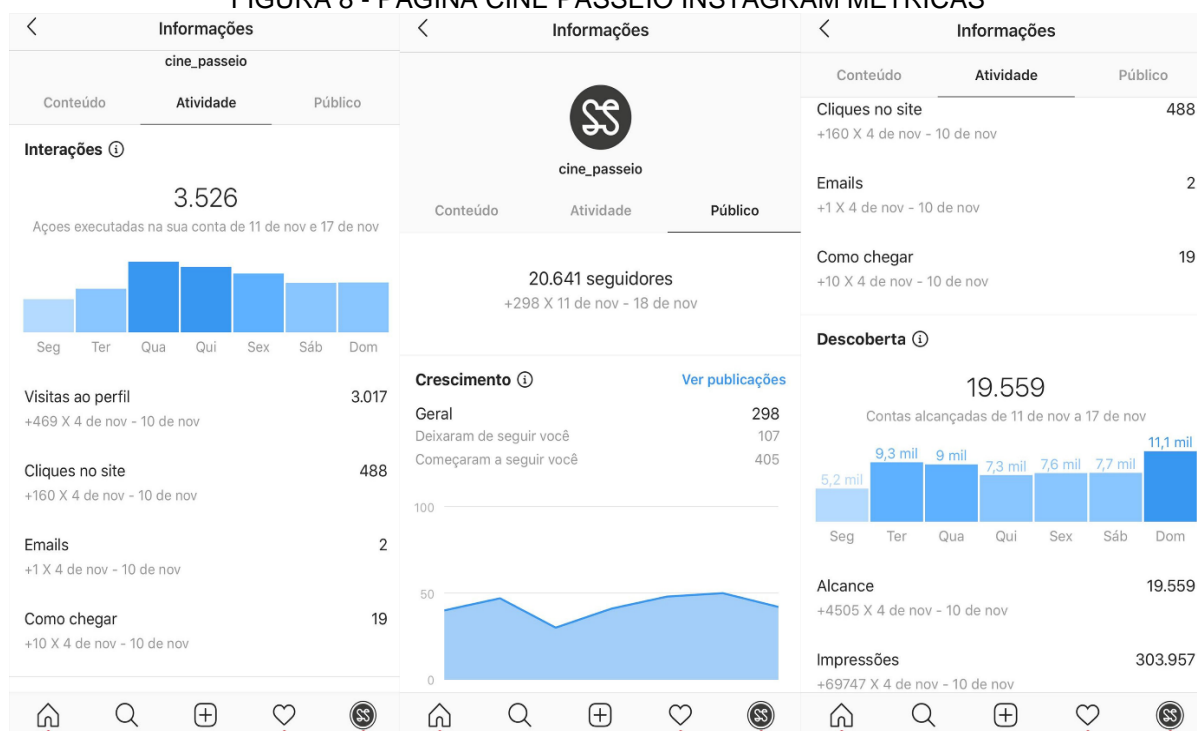 FIGURA 8 - PÁGINA CINE PASSEIO INSTAGRAM MÉTRICAS
Informações
cine_passeio
Conteúdo Atividade Público
Interações
3.526
Açoes executadas na sua conta de 11 de nov e 17 de nov
Seg Ter Qua Qui Sex Sáb Dom
Visitas ao perfil 3.017
+469 X 4 de nov - 10 de nov
Cliques no site 488
+160 X 4 de nov - 10 de nov
Emails 2
+1 X 4 de nov - 10 de nov
Como chegar 19
+10 X 4 de nov - 10 de nov
Informações
cine_passeio
Conteúdo Atividade Público
20.641 seguidores
+298 X 11 de nov - 18 de nov
Crescimento Ver publicações
Geral 298
Deixaram de seguir você 107
Começaram a seguir você 405
100
50
0
Informações
Conteúdo Atividade Público
Cliques no site 488
+160 X 4 de nov - 10 de nov
Emails 2
+1 X 4 de nov - 10 de nov
Como chegar 19
+10 X 4 de nov - 10 de nov
Descoberta
19.559
Contas alcançadas de 11 de nov a 17 de nov
5,2 mil 9,3 mil 9 mil 7,3 mil 7,6 mil 7,7 mil 11,1 mil
Seg Ter Qua Qui Sex Sáb Dom
Alcance 19.559
+4505 X 4 de nov - 10 de nov
Impressões 303.957
+69747 X 4 de nov - 10 de nov